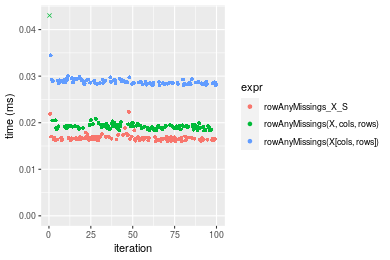 0.04
0.03
0.02
0.01
0.00
time (ms)
0
25
50
75
100
iteration
expr
rowAnyMissings_X_S
rowAnyMissings(X, cols, rows)
rowAnyMissings(X[cols, rows])